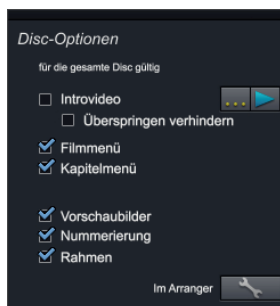 Disc-Optionen
für die gesamte Disc gültig
Introvideo
...
Überspringen verhindern
Filmmenü
Kapitelmenü
Vorschaubilder
Nummerierung
Rahmen
Im Arranger